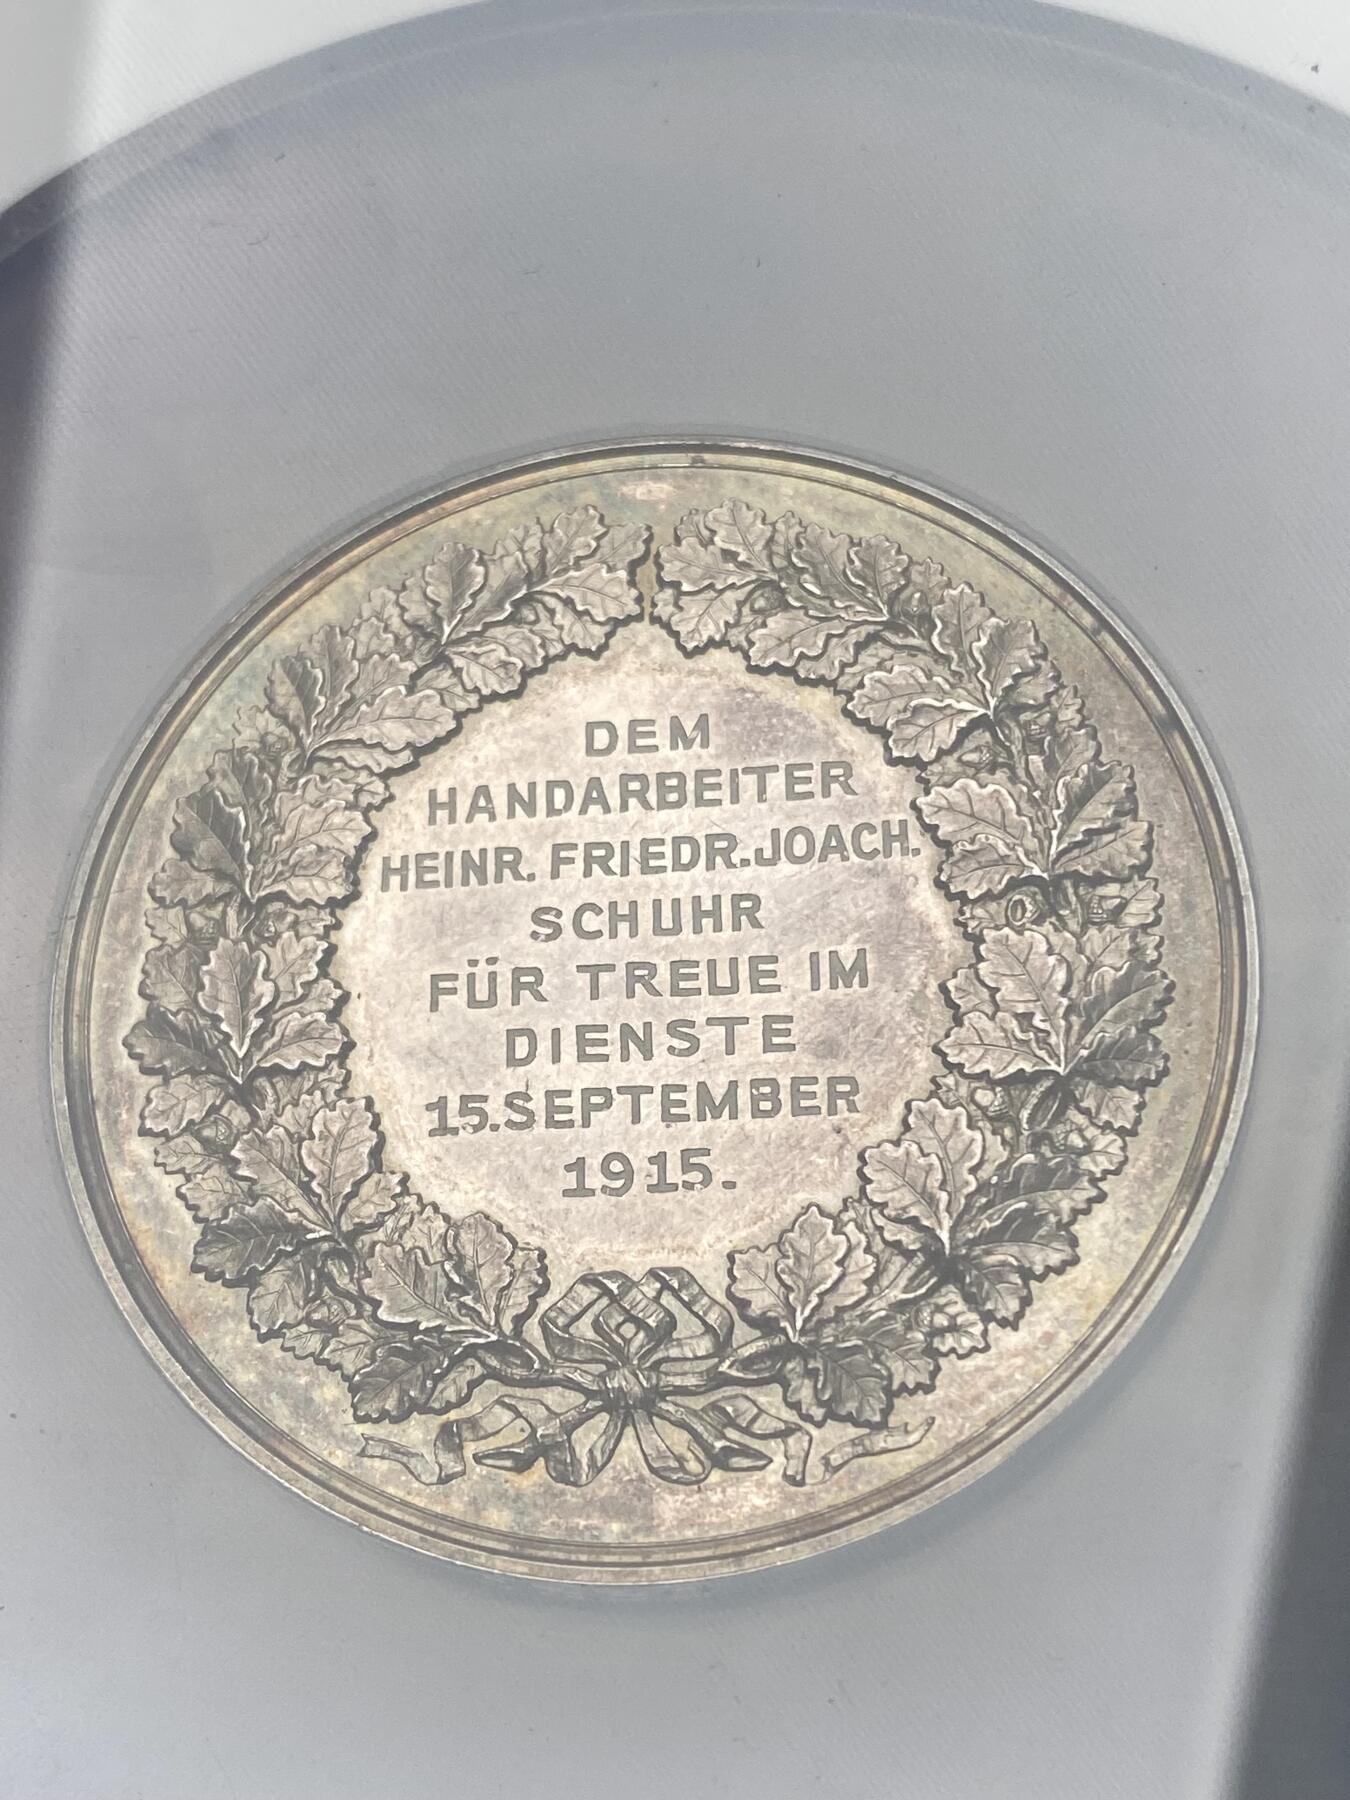 DEM
HANDARBEITER
HEINR. FRIEDR. JOACH.
SCHUHR
FÜR TREUE IM
DIENSTE
15. SEPTEMBER
1915.